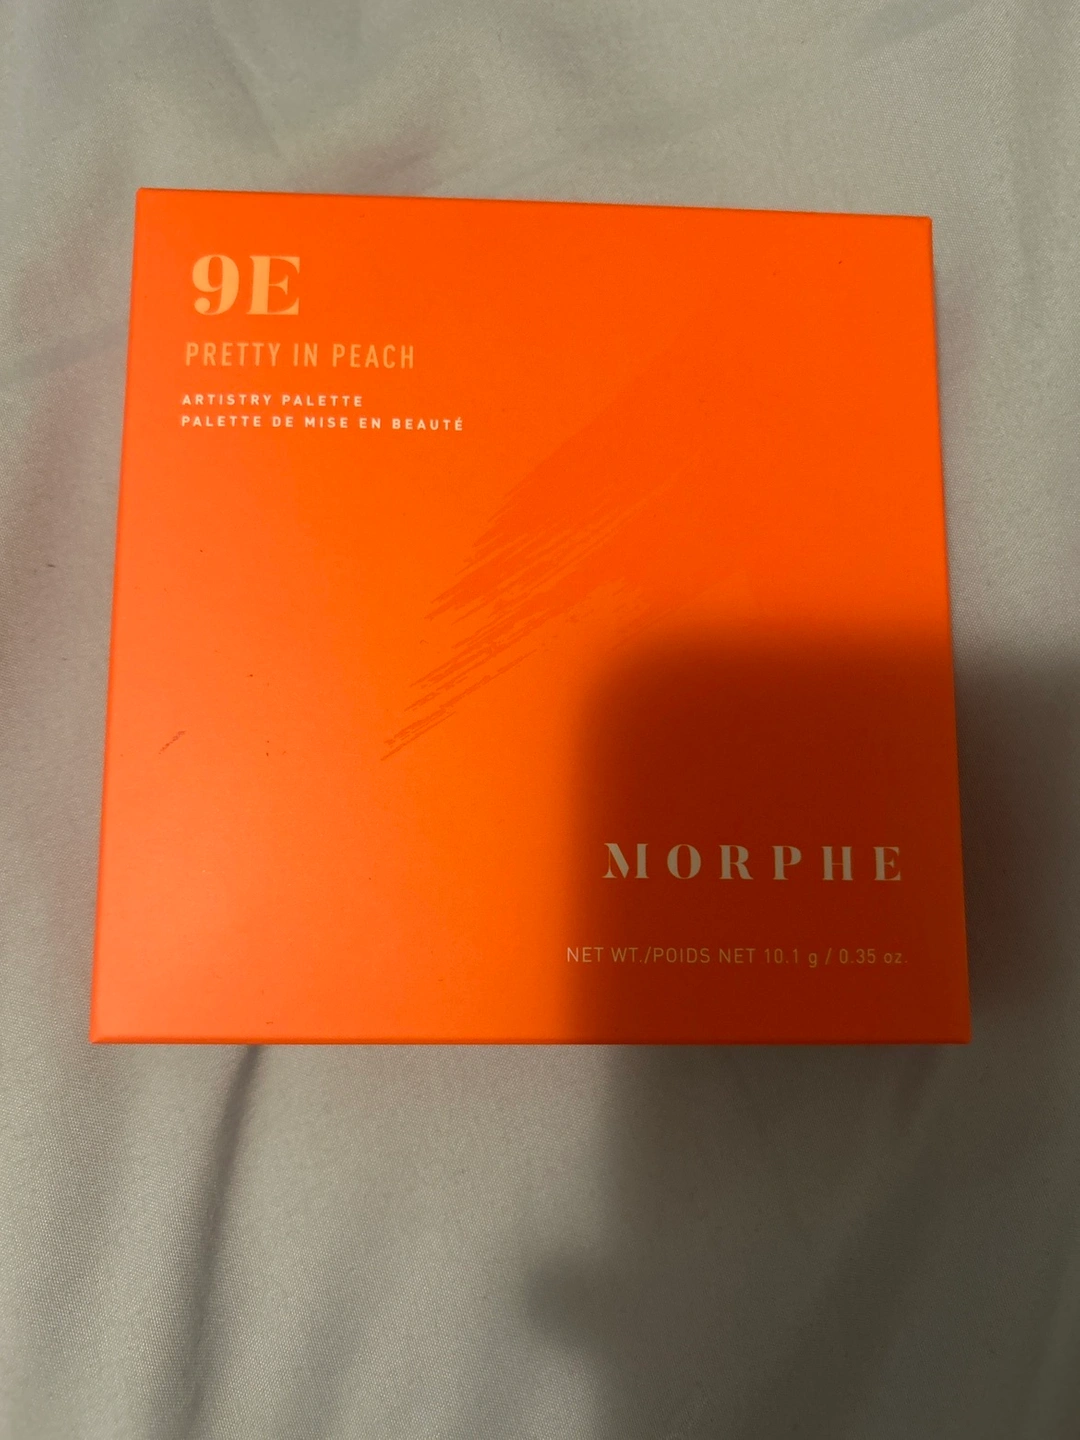 9E
PRETTY IN PEACH
ARTISTRY PALETTE
PALETTE DE MISE EN BEAUTÉ
MORPHE
NET WT./POIDS NET 10.1 g / 0.35 oz.